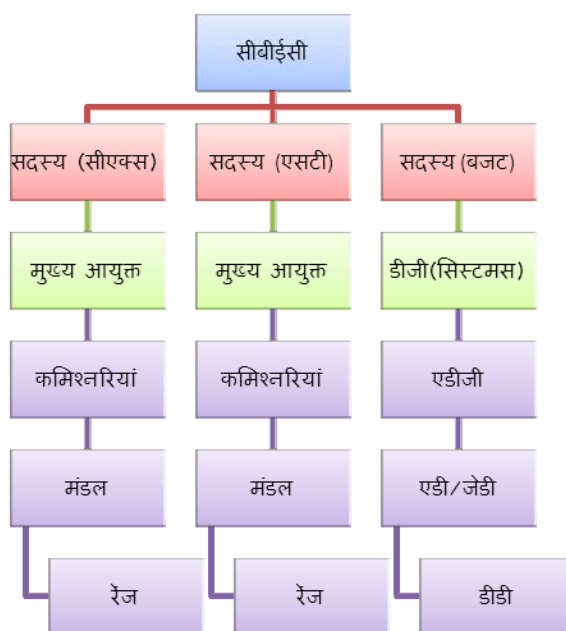 सीबीईसी
सदस्य (सीएक्स)
सदस्य (एसटी)
सदस्य (बजट)
मुख्य आयुक्त
मुख्य आयुक्त
डीजी(सिस्टमस)
कमिश्नरियां
कमिश्नरियां
एडीजी
मंडल
मंडल
एडी/जेडी
रेंज
रेंज
डीडी